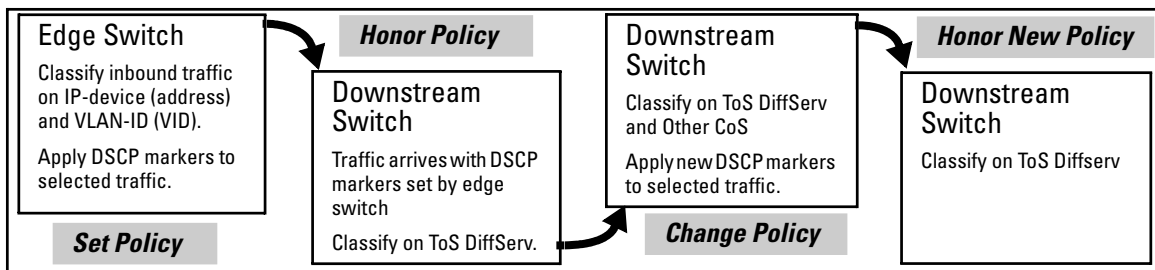 Edge Switch
Classify inbound traffic
on IP-device (address)
and VLAN-ID (VID).
Apply DSCP markers to
selected traffic.
Set Policy
Honor Policy
Downstream
Switch
Traffic arrives with DSCP
markers set by edge
switch
Classify on ToS DiffServ.
Downstream
Switch
Classify on ToS DiffServ
and Other CoS
Apply new DSCP markers
to selected traffic.
Change Policy
Honor New Policy
Downstream
Switch
Classify on ToS Diffserv